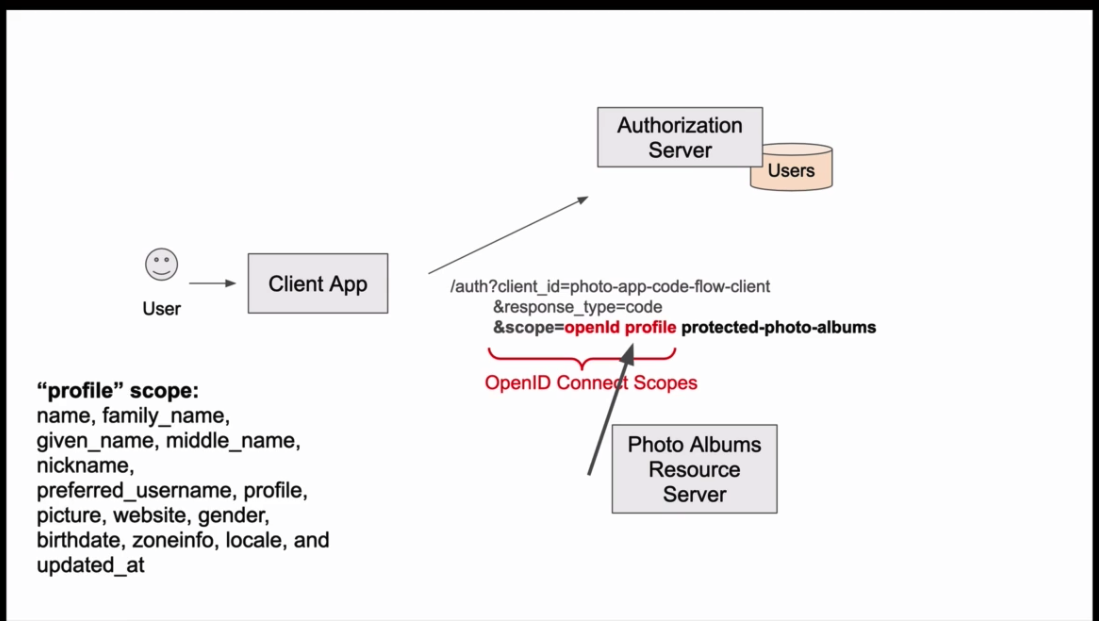 Authorization
Server
Users
User
Client App
/auth?client_id=photo-app-code-flow-client
&response_type=code
&scope=openId profile protected-photo-albums
OpenID Connect Scopes
"profile" scope:
name, family_name,
given_name, middle_name,
nickname,
preferred_username, profile,
picture, website, gender,
birthdate, zoneinfo, locale, and
updated_at
Photo Albums
Resource
Server